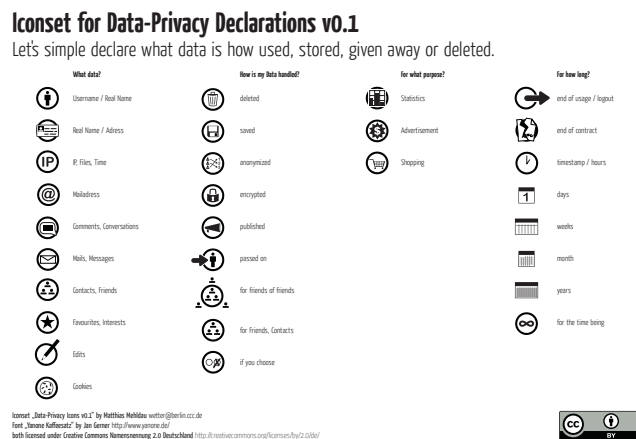 Iconset for Data-Privacy Declarations v0.1
Let's simple declare what data is how used, stored, given away or deleted.
What data?
Username / Real Name
Real Name / Adress
IP
IP, Files, Time
@
Mailadress
Comments, Conversations
Mails, Messages
Contacts, Friends
Favourites, Interests
Edits
Cookies
How is my Data handled?
deleted
saved
anonymized
encrypted
published
passed on
for friends of friends
for Friends, Contacts
if you choose
For what purpose?
Statistics
$
Advertisement
Shopping
For how long?
end of usage / logout
end of contract
timestamp / hours
1
days
weeks
month
years
for the time being
Iconset „Data-Privacy Icons v0.1" by Matthias Mehldau wetter@berlin.ccc.de
Font „Yanone Kaffeesatz" by Jan Gerner http://www.yanone.de/
both licensed under Creative Commons Namensnennung 2.0 Deutschland http://creativecommons.org/licenses/by/2.0/de/
cc
BY